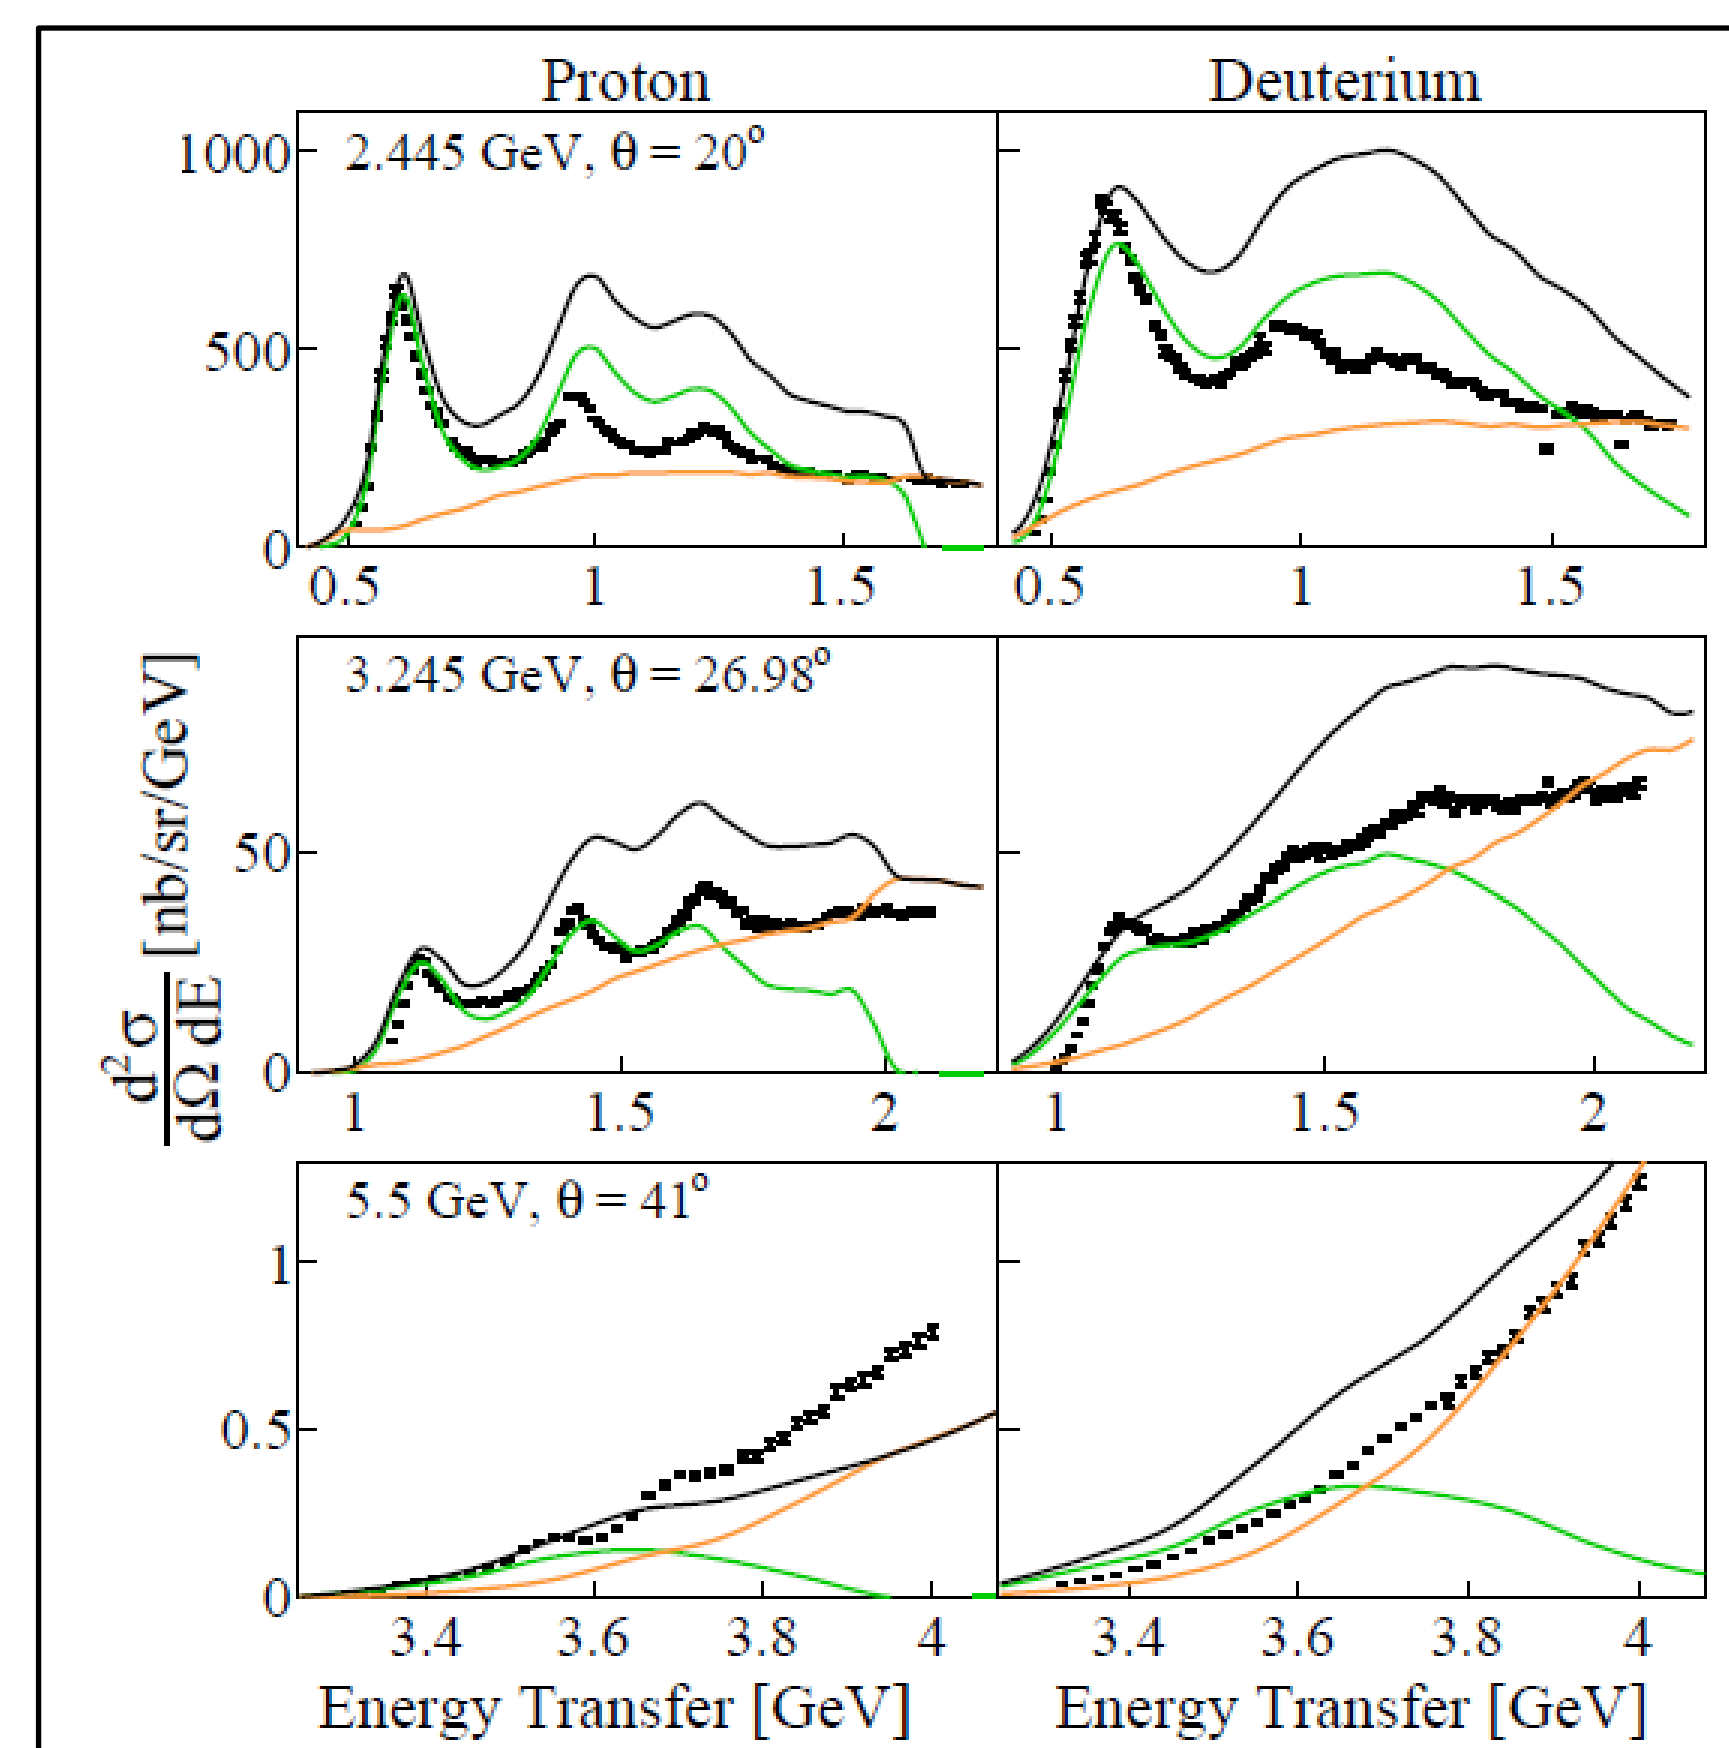 Proton Deuterium
1000 2.445 GeV, θ = 20°
500
0
0.5 1 1.5 0.5 1 1.5
3.245 GeV, θ = 26.98°
50
0
1 1.5 2 1 1.5 2
d²σ
dΩ dE [nb/sr/GeV]
5.5 GeV, θ = 41°
1
0.5
0
3.4 3.6 3.8 4 3.4 3.6 3.8 4
Energy Transfer [GeV] Energy Transfer [GeV]